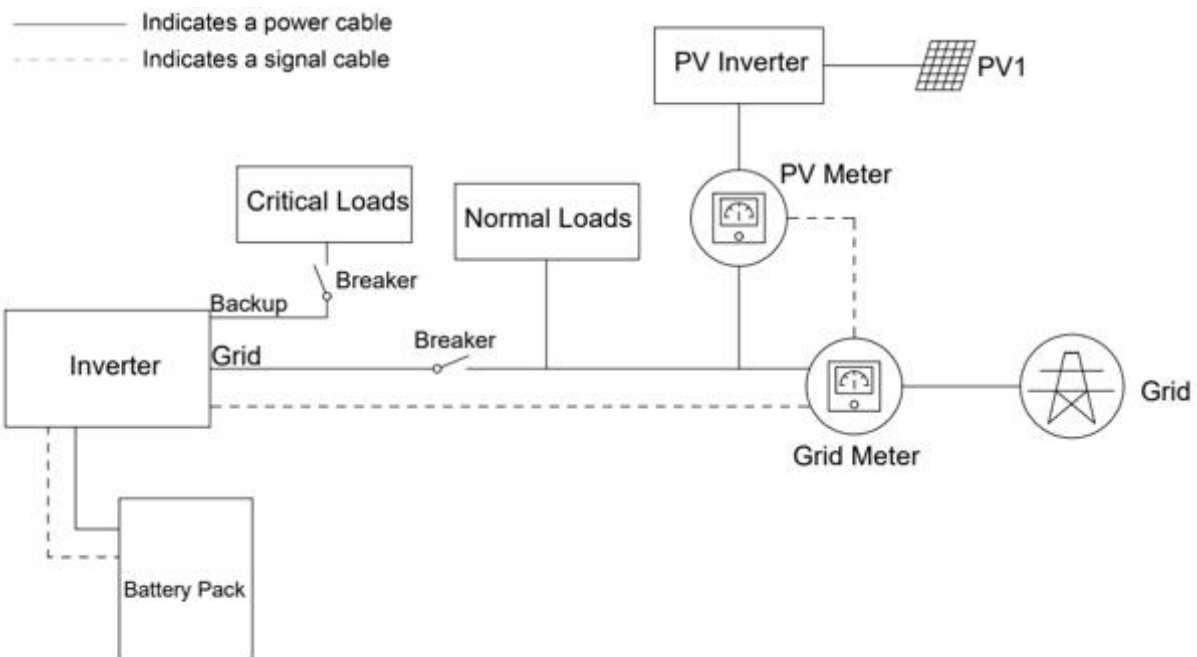 Indicates a power cable
Indicates a signal cable
PV Inverter
PV1
PV Meter
Critical Loads
Normal Loads
Breaker
Backup
Breaker
Inverter
Grid
Grid
Grid Meter
Battery Pack